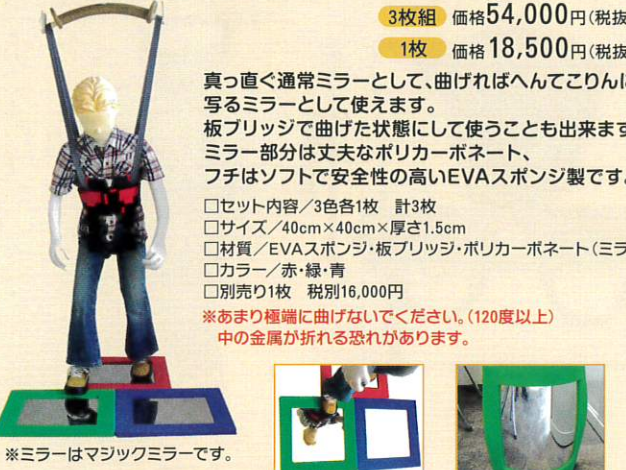 3枚組 価格54,000円(税抜
1枚 価格18,500円(税抜
真っ直ぐ通常ミラーとして、曲げればへんてこりんに
写るミラーとして使えます。
板ブリッジで曲げた状態にして使うことも出来ます
ミラー部分は丈夫なポリカーボネート、
フチはソフトで安全性の高いEVAスポンジ製です。
□セット内容／3色各1枚 計3枚
□サイズ／40cm×40cm×厚さ1.5cm
□材質／EVAスポンジ・板ブリッジ・ポリカーボネート(ミラ
□カラー／赤・緑・青
□別売り1枚 税別16,000円
※あまり極端に曲げないでください。(120度以上)
中の金属が折れる恐れがあります。
※ミラーはマジックミラーです。